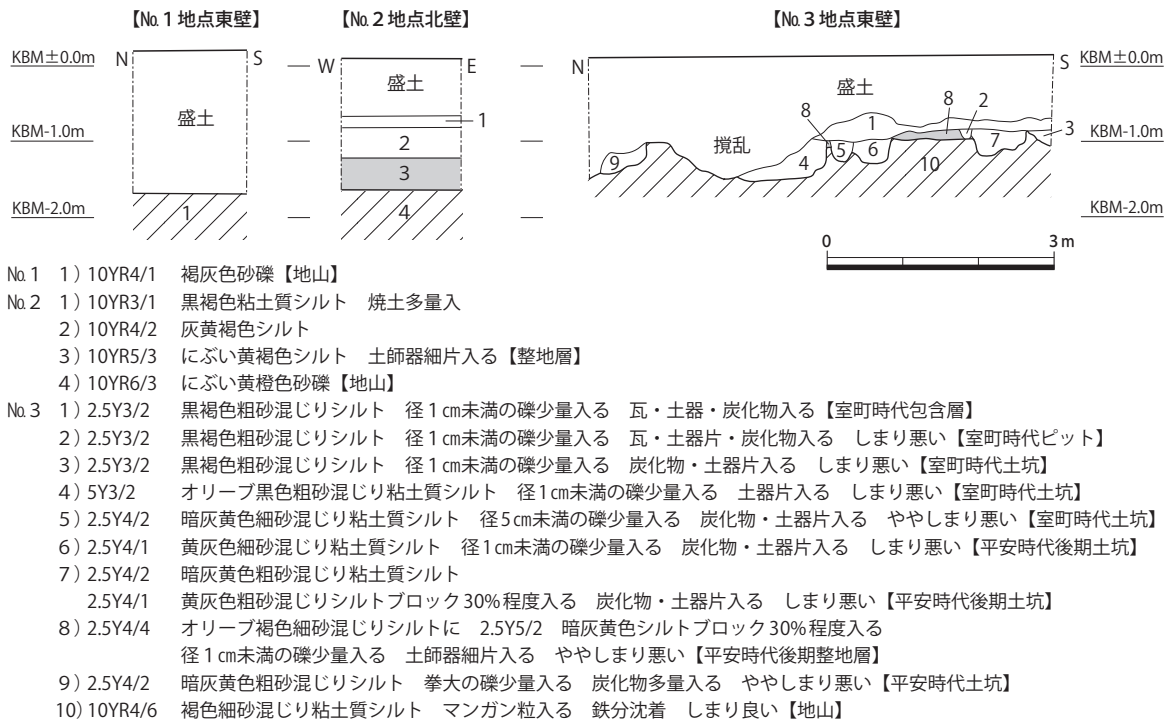 【№1地点東壁】
【№2地点北壁】
【№3地点東壁】
KBM±0.0m
N
S
W
E
N
S
KBM±0.0m
盛土
盛土
盛土
1
8
1
8
2
3
KBM-1.0m
2
撹乱
5
6
7
KBM-1.0m
9
4
10
3
KBM-2.0m
1
4
KBM-2.0m
0
3m
№1 1)10YR4/1 褐灰色砂礫【地山】
№2 1)10YR3/1 黒褐色粘土質シルト 焼土多量入
2)10YR4/2 灰黄褐色シルト
3)10YR5/3 にぶい黄褐色シルト 土師器細片入る【整地層】
4)10YR6/3 にぶい黄橙色砂礫【地山】
№3 1)2.5Y3/2 黒褐色粗砂混じりシルト 径1㎝未満の礫少量入る 瓦・土器・炭化物入る【室町時代包含層】
2)2.5Y3/2 黒褐色粗砂混じりシルト 径1㎝未満の礫少量入る 瓦・土器片・炭化物入る しまり悪い【室町時代ピット】
3)2.5Y3/2 黒褐色粗砂混じりシルト 径1㎝未満の礫少量入る 炭化物・土器片入る しまり悪い【室町時代土坑】
4)5Y3/2 オリーブ黒色粗砂混じり粘土質シルト 径1㎝未満の礫少量入る 土器片入る しまり悪い【室町時代土坑】
5)2.5Y4/2 暗灰黄色細砂混じり粘土質シルト 径5㎝未満の礫少量入る 炭化物・土器片入る ややしまり悪い【室町時代土坑】
6)2.5Y4/1 黄灰色細砂混じり粘土質シルト 径1㎝未満の礫少量入る 炭化物・土器片入る しまり悪い【平安時代後期土坑】
7)2.5Y4/2 暗灰黄色粗砂混じり粘土質シルト
2.5Y4/1 黄灰色粗砂混じりシルトブロック30%程度入る 炭化物・土器片入る しまり悪い【平安時代後期土坑】
8)2.5Y4/4 オリーブ褐色細砂混じりシルトに 2.5Y5/2 暗灰黄色シルトブロック30%程度入る
径1㎝未満の礫少量入る 土師器細片入る ややしまり悪い【平安時代後期整地層】
9)2.5Y4/2 暗灰黄色粗砂混じりシルト 拳大の礫少量入る 炭化物多量入る ややしまり悪い【平安時代土坑】
10)10YR4/6 褐色細砂混じり粘土質シルト マンガン粒入る 鉄分沈着 しまり良い【地山】